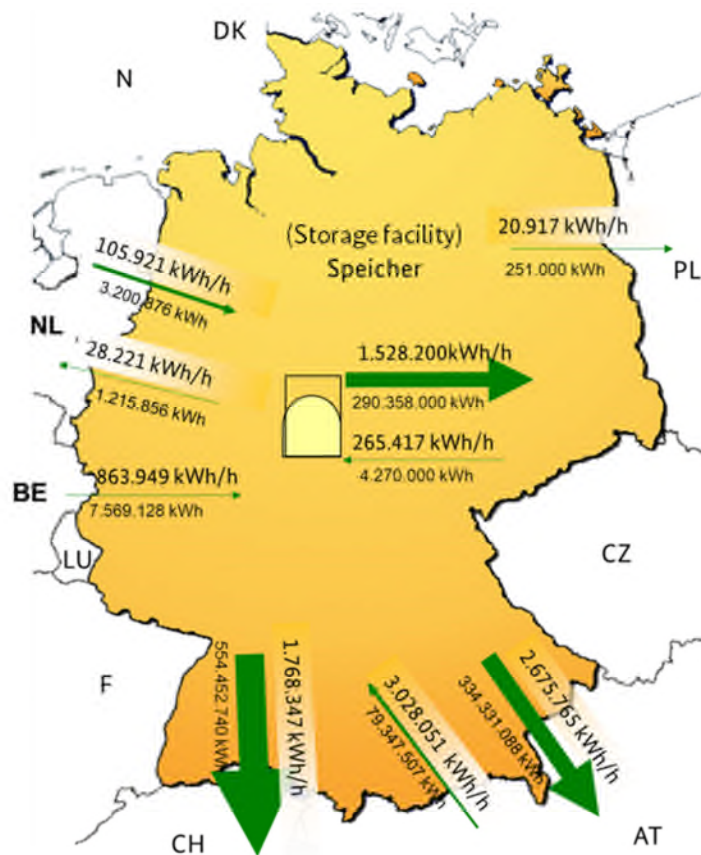 DK
N
(Storage facility)
Speicher
20.917 kWh/h
251.000 kWh
PL
105.921 kWh/h
3.200.876 kWh
NL
28.221 kWh/h
1.215.856 kWh
1.528.200kWh/h
290.358.000 kWh
265.417 kWh/h
4.270.000 kWh
BE
863.949 kWh/h
7.569.128 kWh
LU
CZ
F
554.452.740 kWh
1.768.347 kWh/h
3.028.051 kWh/h
79.347.507 kWh
2.675.765 kWh/h
334.331.088 kWh
CH
AT